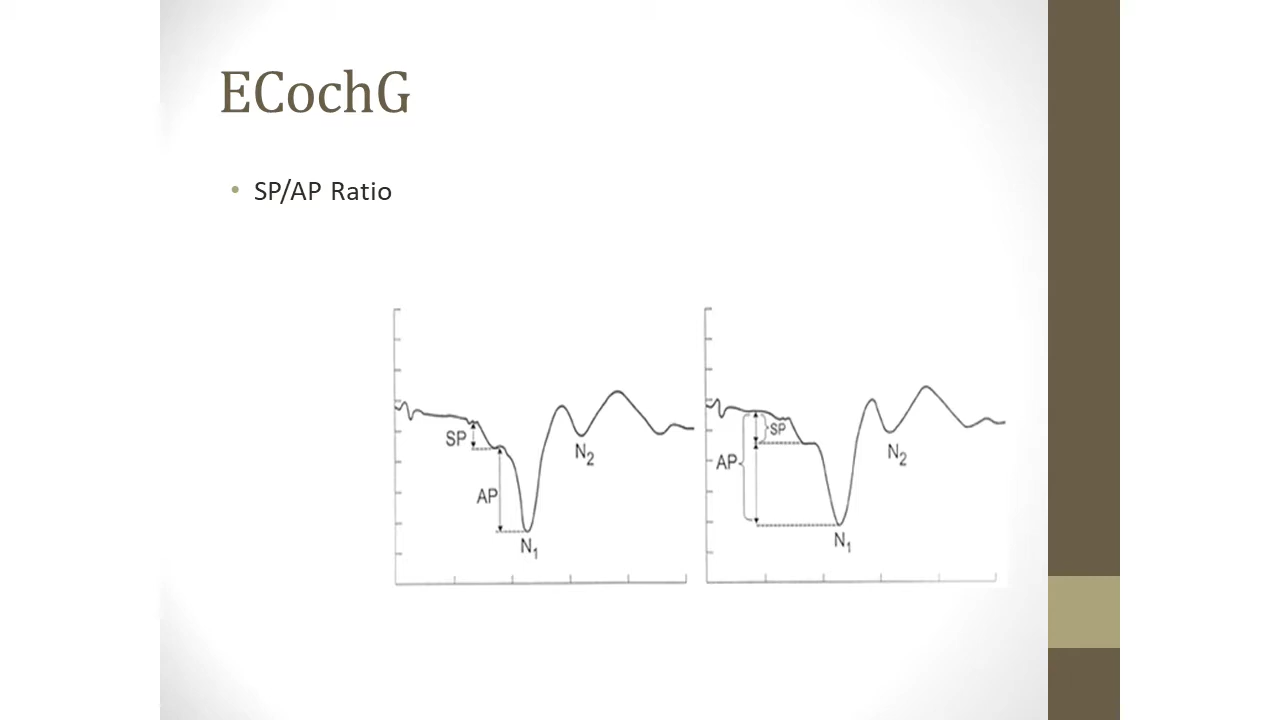 ECochG
• SP/AP Ratio
SP
AP
N1
N2
SP
AP
N1
N2